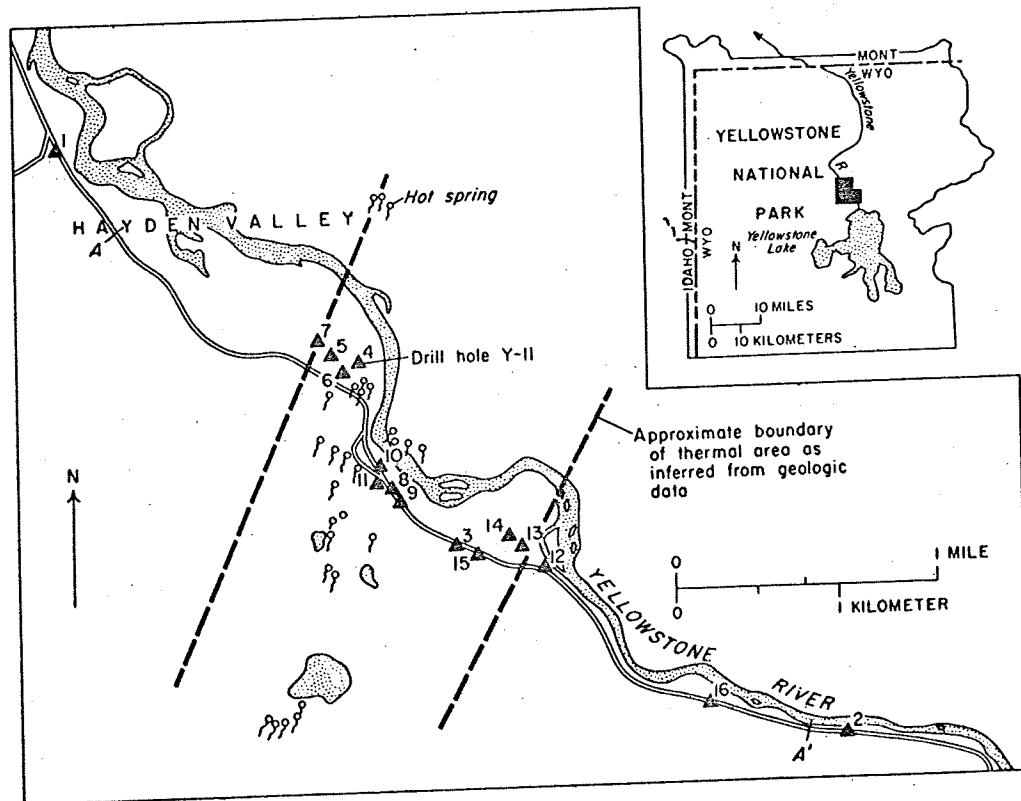 MONT
WYO
Yellowstone
R
YELLOWSTONE
NATIONAL
PARK
Yellowstone
Lake
IDAHO
MONT
WYO
N
0 10 MILES
0 10 KILOMETERS
1
Hot spring
HAYDEN VALLEY
A
7
5
4
Drill hole Y-11
6
Approximate boundary
of thermal area as
inferred from geologic
data
10
11
8
9
N
3
14
13
15
12
0 1 MILE
0 1 KILOMETER
YELLOWSTONE
RIVER
16
2
A'